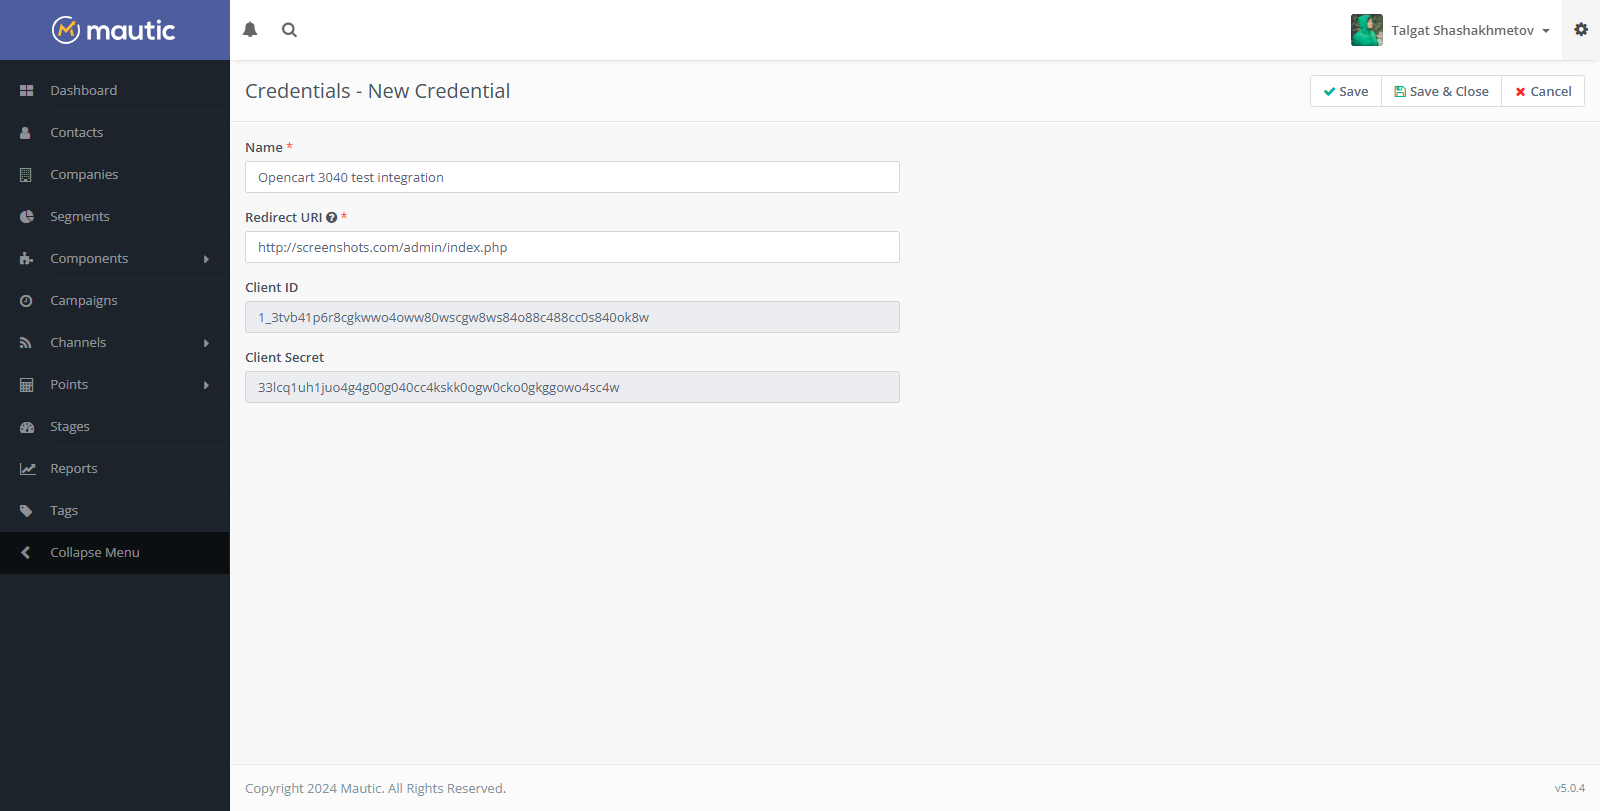 mautic
Talgat Shashakhmetov
Dashboard
Contacts
Companies
Segments
Components
Campaigns
Channels
Points
Stages
Reports
Tags
Collapse Menu
Credentials - New Credential
Save
Save & Close
Cancel
Name *
Opencart 3040 test integration
Redirect URI *
http://screenshots.com/admin/index.php
Client ID
1_3tvb41p6r8cgkwwo4oww80wscgw8ws84o88c488cc0s840ok8w
Client Secret
33lcq1uh1juo4g4g00g040cc4kskk0ogw0cko0gkggowo4sc4w
Copyright 2024 Mautic. All Rights Reserved.
v5.0.4